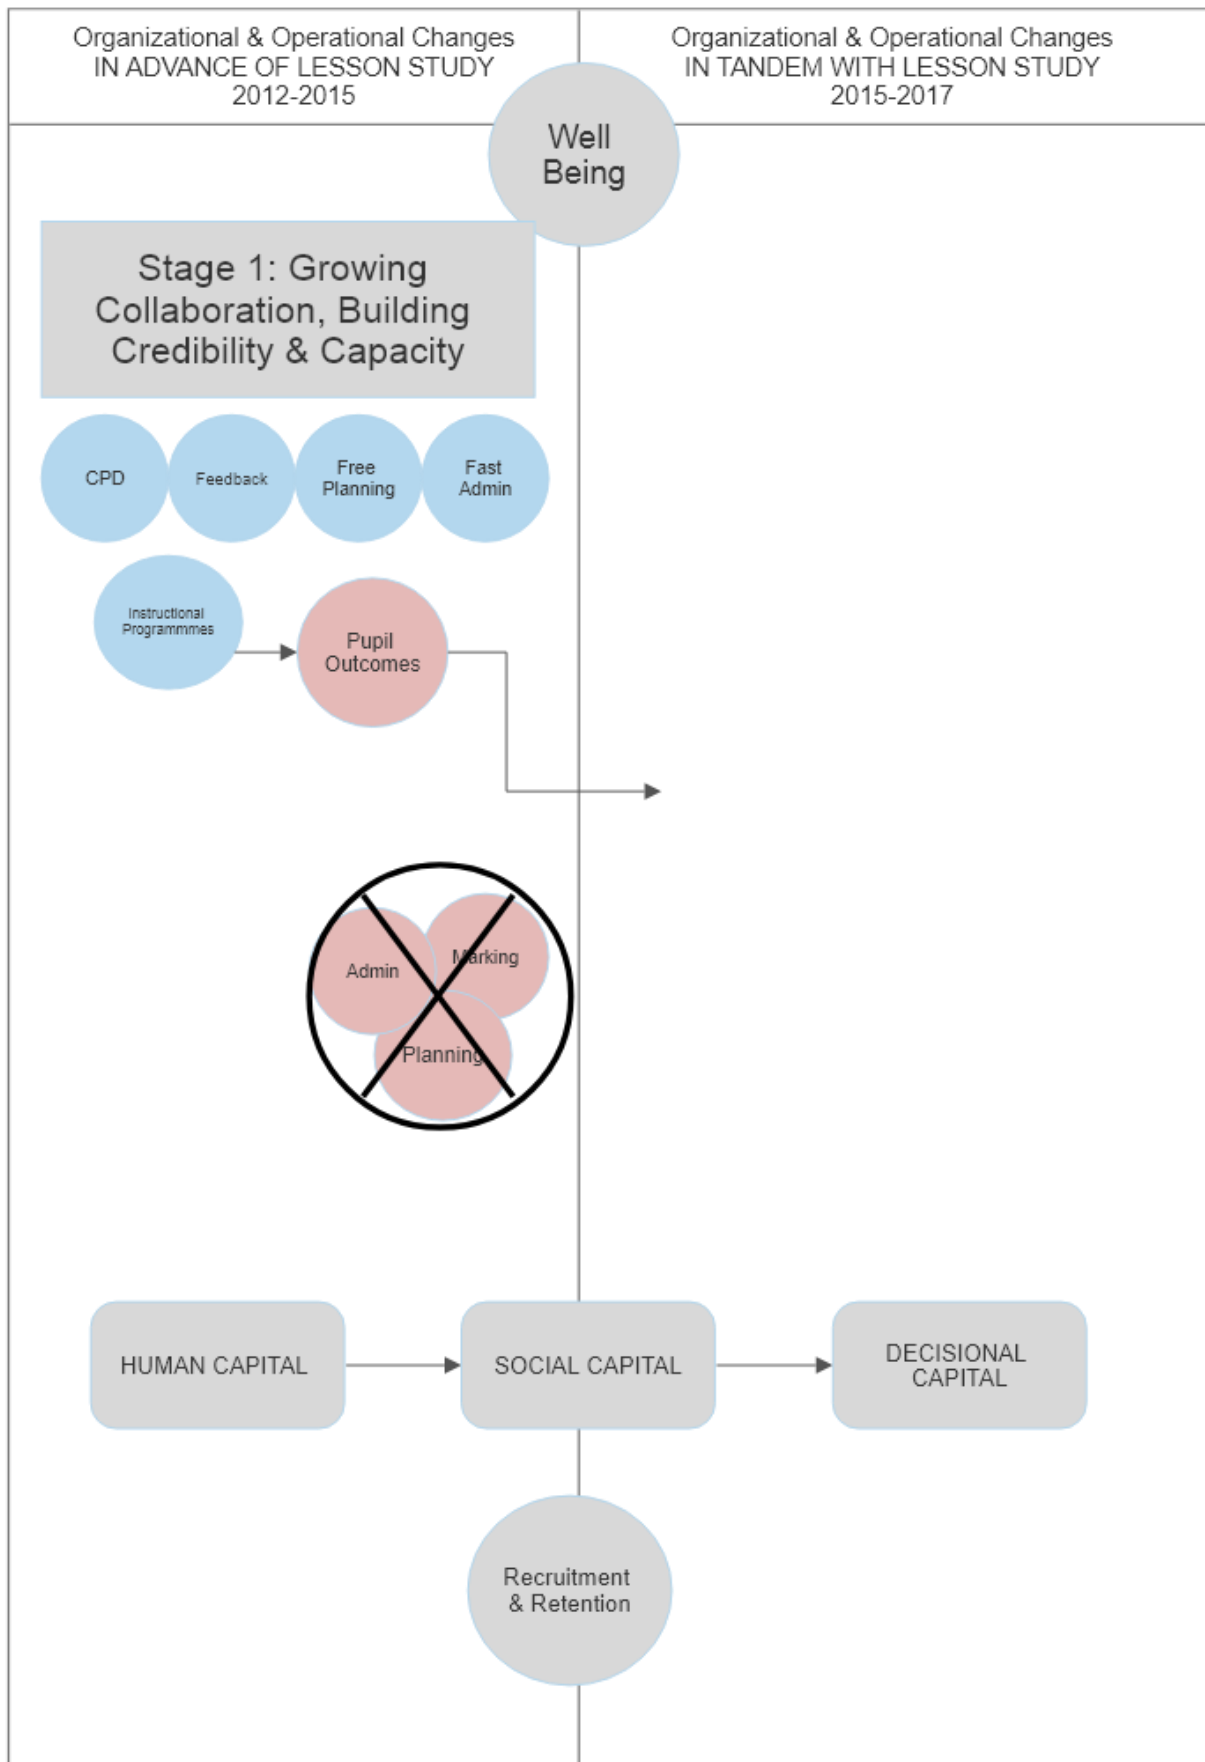 Organizational & Operational Changes
IN ADVANCE OF LESSON STUDY
2012-2015
Organizational & Operational Changes
IN TANDEM WITH LESSON STUDY
2015-2017
Well
Being
Stage 1: Growing
Collaboration, Building
Credibility & Capacity
CPD
Feedback
Free
Planning
Fast
Admin
Instructional
Programmmes
Pupil
Outcomes
Admin
Marking
Planning
HUMAN CAPITAL
SOCIAL CAPITAL
DECISIONAL
CAPITAL
Recruitment
& Retention